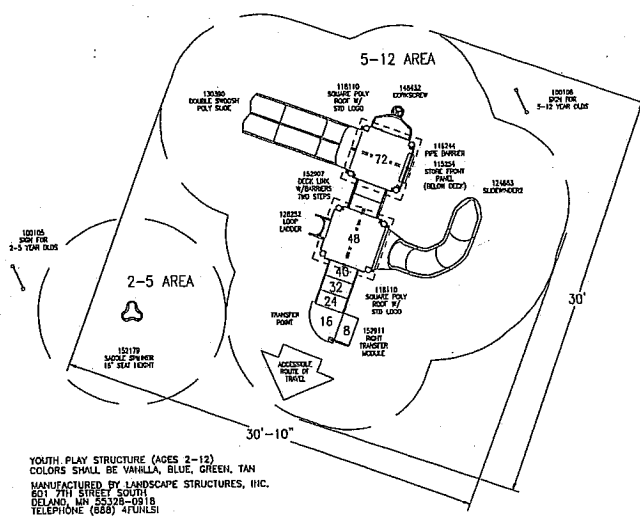 5-12 AREA
130390
DOUBLE SWOOSH
POLY SLIDE
118110
SQUARE POLY
ROOF W/
STD LOGO
148432
CORKSCREW
100106
SIGN FOR
5-12 YEAR OLDS
72
116244
PIPE BARRIER
115254
STORE FRONT
PANEL
(BELOW DECK)
152907
DECK LINK
W/BARRIERS
TWO STEPS
124863
SLIDEWINDER2
128252
LOOP
LADDER
48
100105
SIGN FOR
2-5 YEAR OLDS
2-5 AREA
40
32
24
16
8
118110
SQUARE POLY
ROOF W/
STD LOGO
30'
TRANSFER
POINT
152911
RIGHT
TRANSFER
MODULE
152179
SADDLE SPINNER
16" SEAT HEIGHT
ACCESSIBLE
ROUTE OF
TRAVEL
30'-10"
YOUTH PLAY STRUCTURE (AGES 2-12)
COLORS SHALL BE VANILLA, BLUE, GREEN, TAN
MANUFACTURED BY LANDSCAPE STRUCTURES, INC.
601 7TH STREET SOUTH
DELANO, MN 55328-0918
TELEPHONE (888) 4FUNLSI